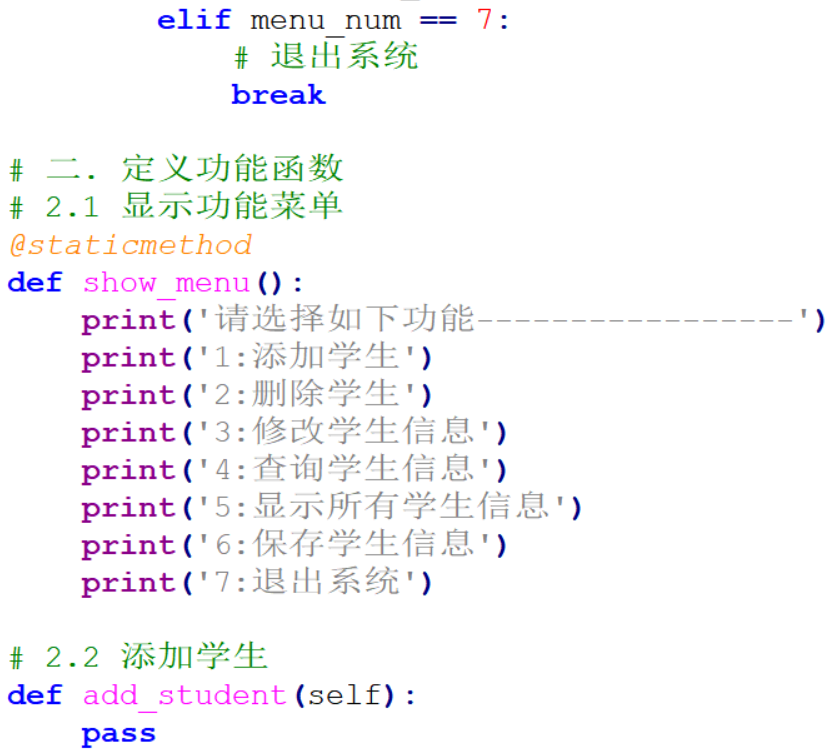 elif menu_num == 7:
            # 退出系统
            break

# 二. 定义功能函数
# 2.1 显示功能菜单
@staticmethod
def show_menu():
    print('请选择如下功能-----------------')
    print('1:添加学生')
    print('2:删除学生')
    print('3:修改学生信息')
    print('4:查询学生信息')
    print('5:显示所有学生信息')
    print('6:保存学生信息')
    print('7:退出系统')

# 2.2 添加学生
def add_student(self):
    pass